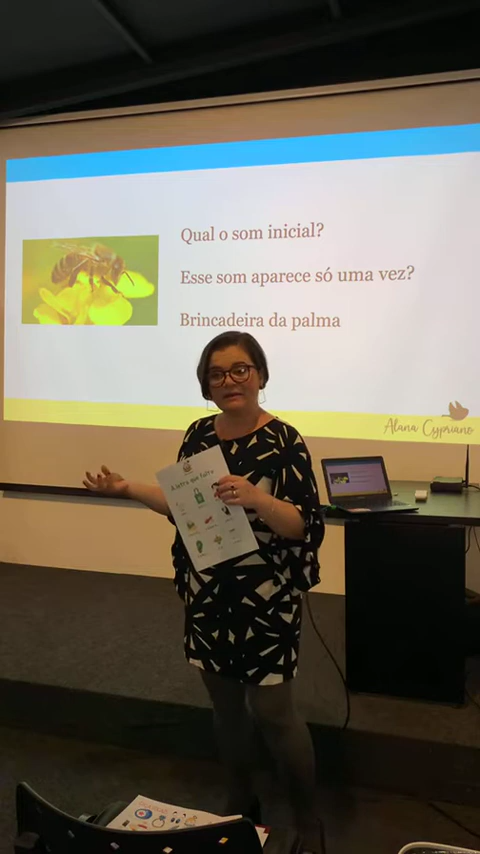 Qual o som inicial?
Esse som aparece só uma vez?
Brincadeira da palma
Alana Cypriano
A letra que falta